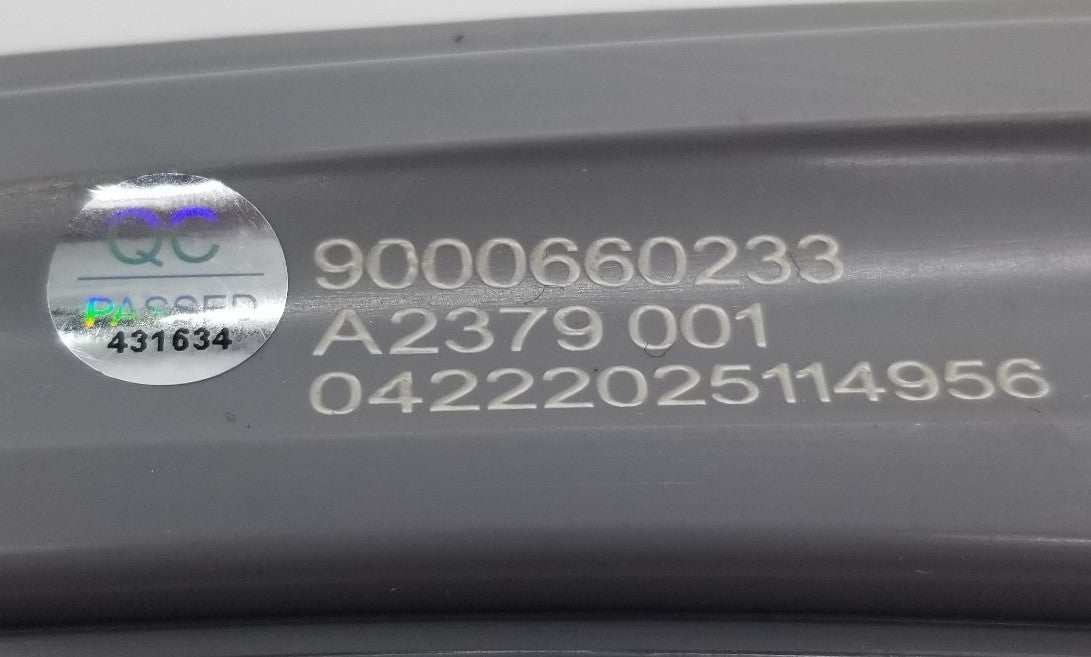 QC
PASSED
431634
9000660233
A2379 001
04222025114956